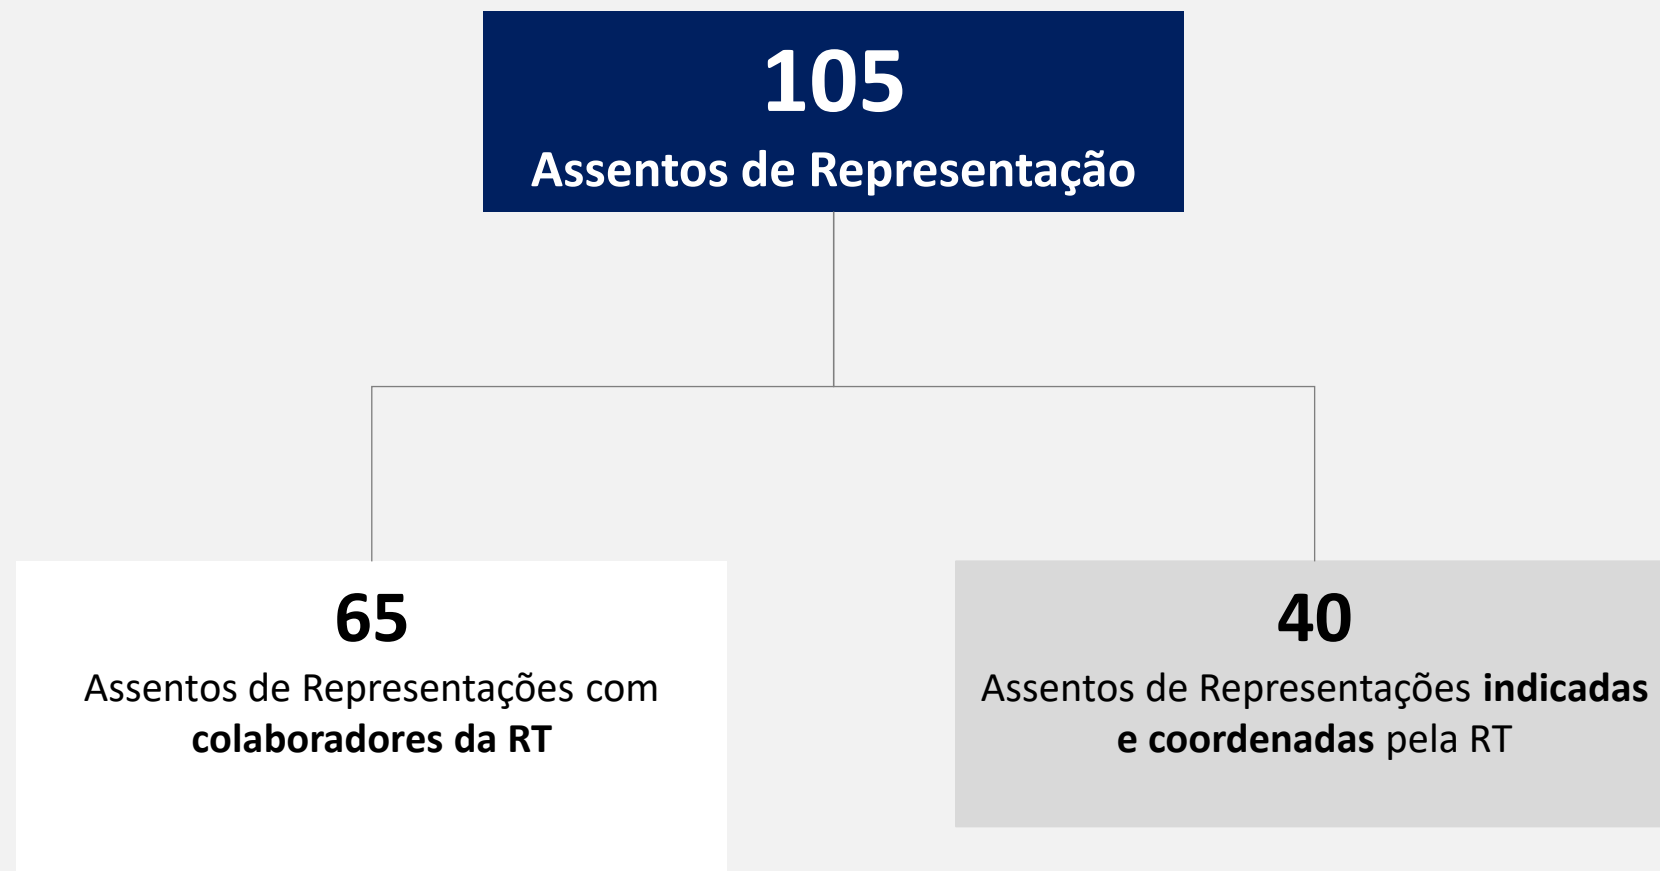 105
Assentos de Representação
65
Assentos de Representações com
colaboradores da RT
40
Assentos de Representações indicadas
e coordenadas pela RT